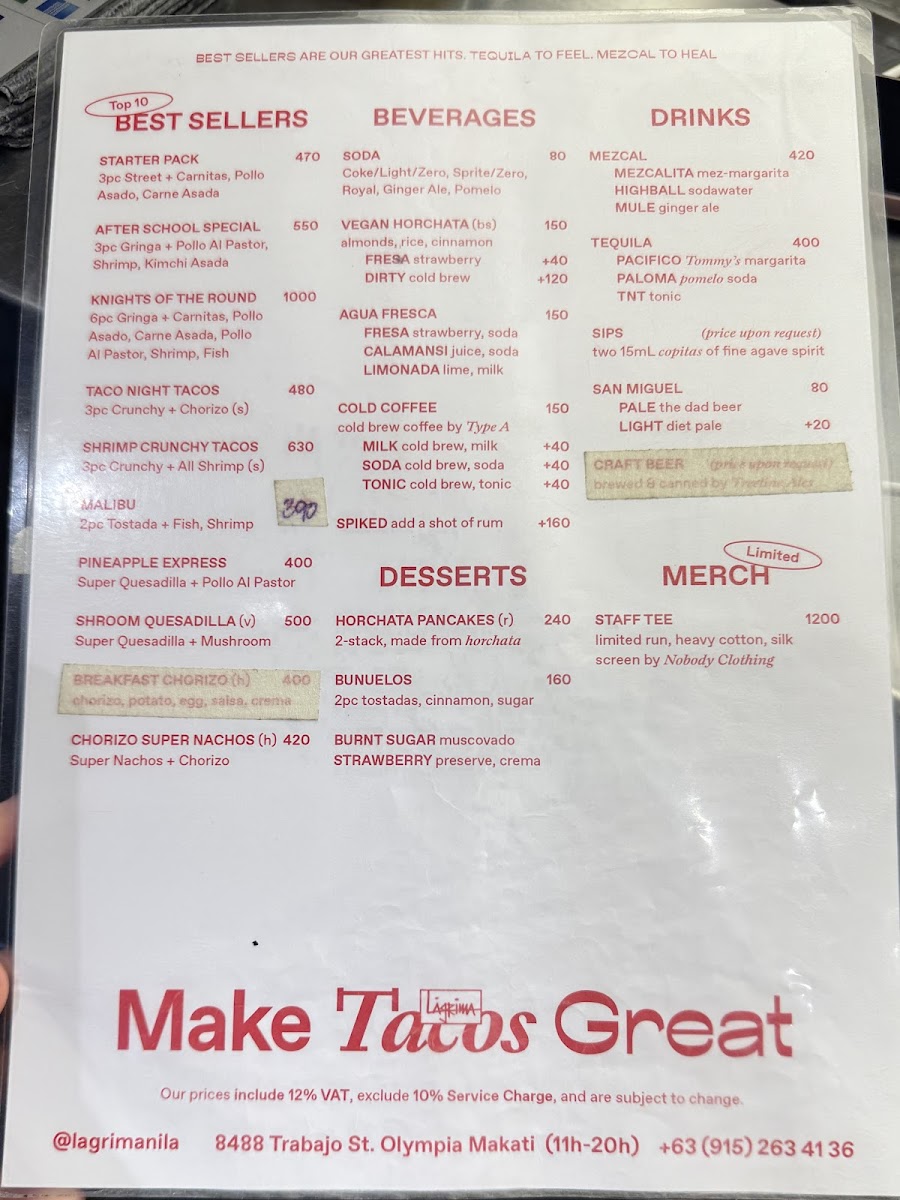 BEST SELLERS ARE OUR GREATEST HITS. TEQUILA TO FEEL. MEZCAL TO HEAL
Top 10
BEST SELLERS
STARTER PACK 470
3pc Street + Carnitas, Pollo
Asado, Carne Asada
AFTER SCHOOL SPECIAL 550
3pc Gringa + Pollo Al Pastor,
Shrimp, Kimchi Asada
KNIGHTS OF THE ROUND 1000
6pc Gringa + Carnitas, Pollo
Asado, Carne Asada, Pollo
Al Pastor, Shrimp, Fish
TACO NIGHT TACOS 480
3pc Crunchy + Chorizo (s)
SHRIMP CRUNCHY TACOS 630
3pc Crunchy + All Shrimp (s)
MALIBU 390
2pc Tostada + Fish, Shrimp
PINEAPPLE EXPRESS 400
Super Quesadilla + Pollo Al Pastor
SHROOM QUESADILLA (v) 500
Super Quesadilla + Mushroom
BREAKFAST CHORIZO (h) 400
chorizo, potato, egg, salsa, crema
CHORIZO SUPER NACHOS (h) 420
Super Nachos + Chorizo
BEVERAGES
SODA 80
Coke/Light/Zero, Sprite/Zero,
Royal, Ginger Ale, Pomelo
VEGAN HORCHATA (bs) 150
almonds, rice, cinnamon
FRESA strawberry +40
DIRTY cold brew +120
AGUA FRESCA 150
FRESA strawberry, soda
CALAMANSI juice, soda
LIMONADA lime, milk
COLD COFFEE 150
cold brew coffee by Type A
MILK cold brew, milk +40
SODA cold brew, soda +40
TONIC cold brew, tonic +40
SPIKED add a shot of rum +160
DESSERTS
HORCHATA PANCAKES (r) 240
2-stack, made from horchata
BUNUELOS 160
2pc tostadas, cinnamon, sugar
BURNT SUGAR muscovado
STRAWBERRY preserve, crema
DRINKS
MEZCAL 420
MEZCALITA mez-margarita
HIGHBALL sodawater
MULE ginger ale
TEQUILA 400
PACIFICO Tommy's margarita
PALOMA pomelo soda
TNT tonic
SIPS (price upon request)
two 15mL copitas of fine agave spirit
SAN MIGUEL 80
PALE the dad beer
LIGHT diet pale +20
CRAFT BEER (price upon request)
brewed & canned by
Limited
MERCH
STAFF TEE 1200
limited run, heavy cotton, silk
screen by Nobody Clothing
Make Tacos Great
LÁGRIMA
Our prices include 12% VAT, exclude 10% Service Charge, and are subject to change.
@lagrimanila 8488 Trabajo St. Olympia Makati (11h-20h) +63 (915) 263 41 36